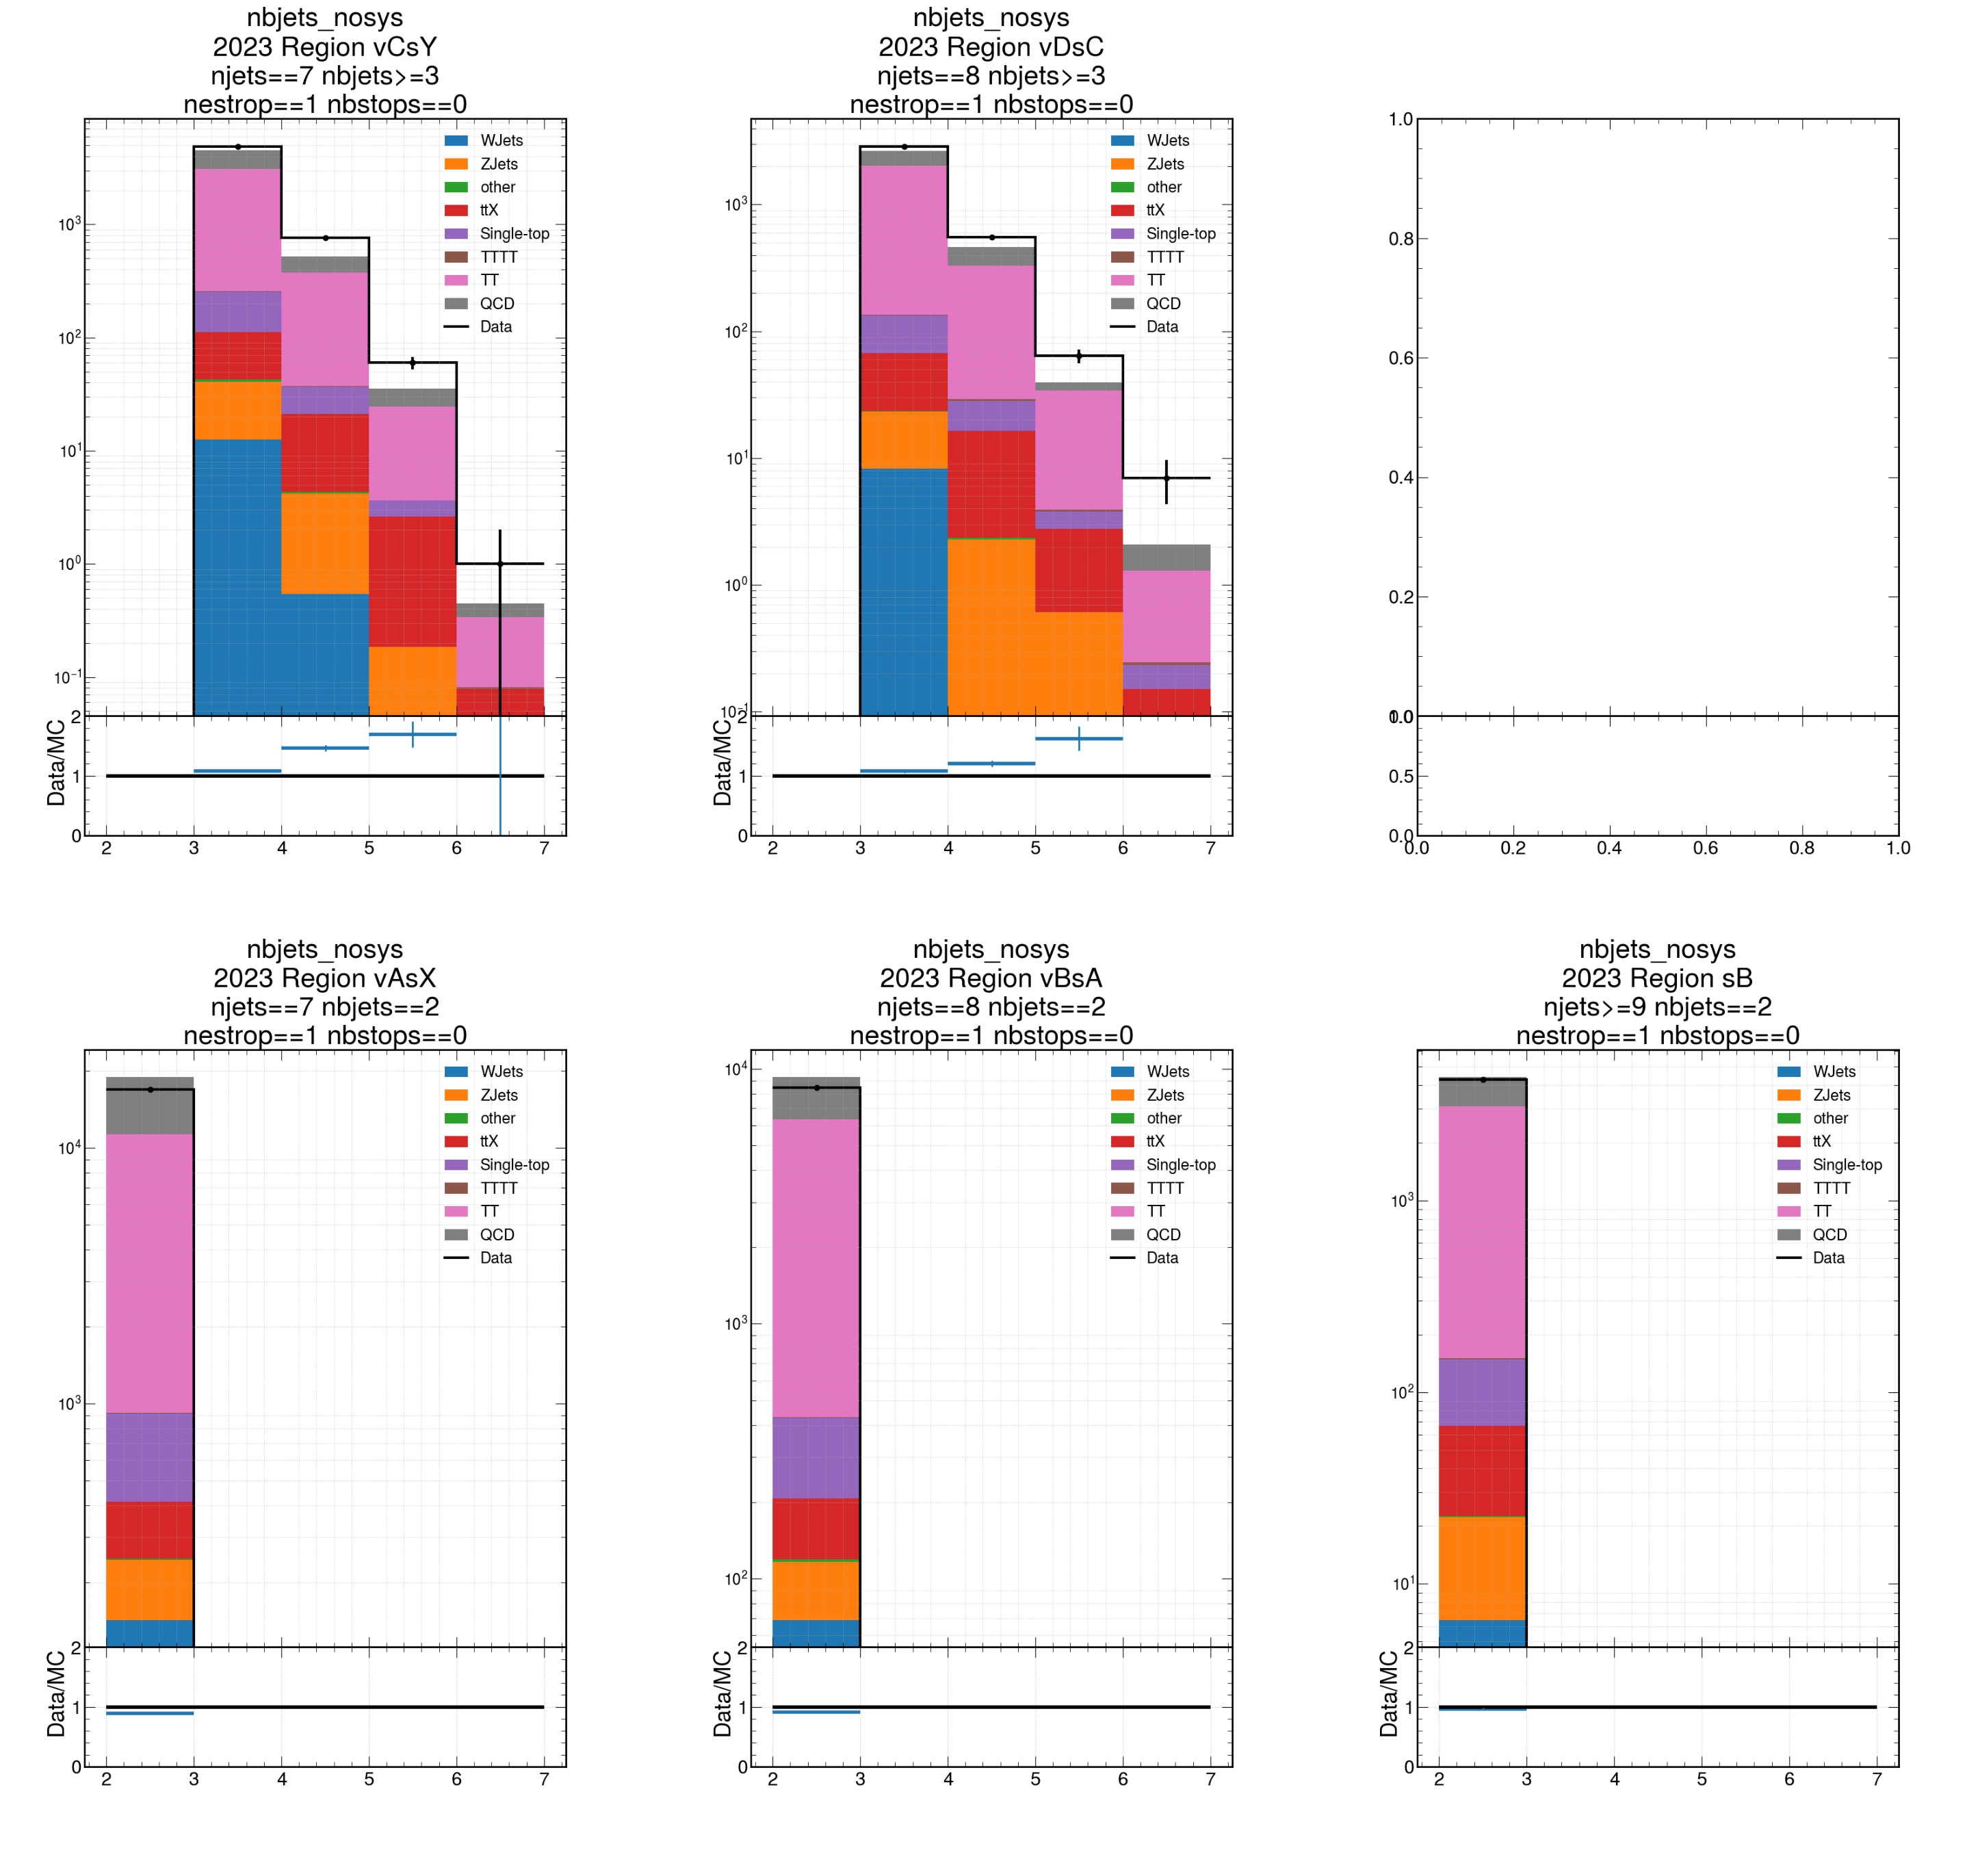 nbjets_nosys
2023 Region vCsY
njets==7 nbjets>=3
nestrop==1 nbstops==0
WJets
ZJets
other
ttX
Single-top
TTTT
TT
QCD
Data
10³
10²
10¹
10⁰
10⁻¹
Data/MC
2
1
0
2 3 4 5 6 7
nbjets_nosys
2023 Region vDsC
njets==8 nbjets>=3
nestrop==1 nbstops==0
WJets
ZJets
other
ttX
Single-top
TTTT
TT
QCD
Data
10³
10²
10¹
10⁰
10⁻¹
Data/MC
2
1
0
2 3 4 5 6 7
1.0
0.8
0.6
0.4
0.2
0.0
1.0
0.5
0.0
0.0 0.2 0.4 0.6 0.8 1.0
nbjets_nosys
2023 Region vAsX
njets==7 nbjets==2
nestrop==1 nbstops==0
WJets
ZJets
other
ttX
Single-top
TTTT
TT
QCD
Data
10⁴
10³
Data/MC
2
1
0
2 3 4 5 6 7
nbjets_nosys
2023 Region vBsA
njets==8 nbjets==2
nestrop==1 nbstops==0
WJets
ZJets
other
ttX
Single-top
TTTT
TT
QCD
Data
10⁴
10³
10²
Data/MC
2
1
0
2 3 4 5 6 7
nbjets_nosys
2023 Region sB
njets>=9 nbjets==2
nestrop==1 nbstops==0
WJets
ZJets
other
ttX
Single-top
TTTT
TT
QCD
Data
10³
10²
10¹
Data/MC
2
1
0
2 3 4 5 6 7